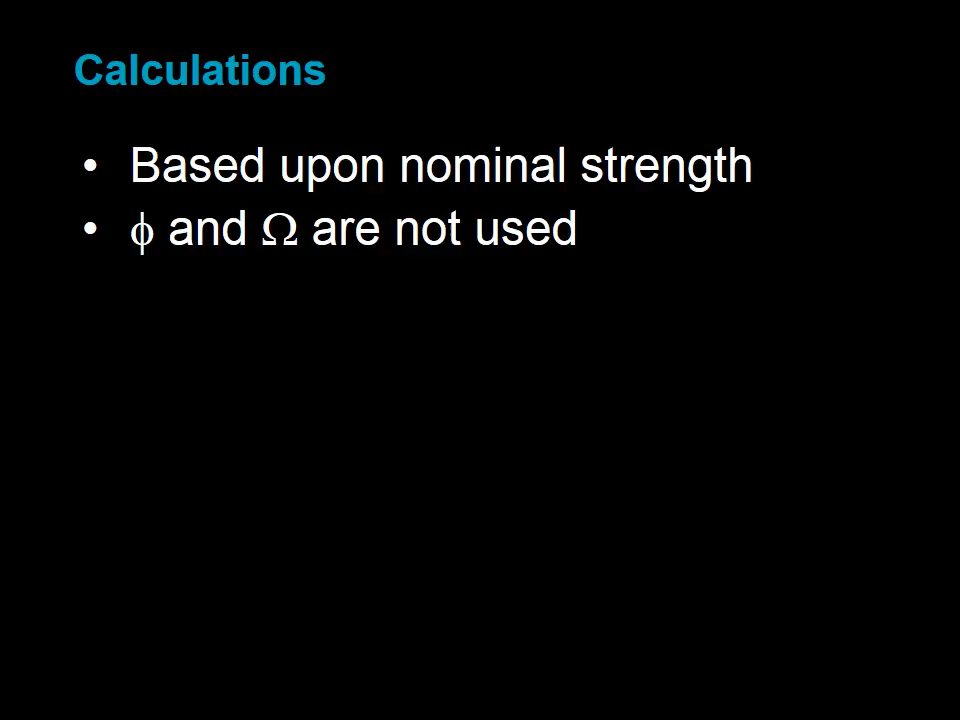 Calculations
• Based upon nominal strength
• ϕ and Ω are not used